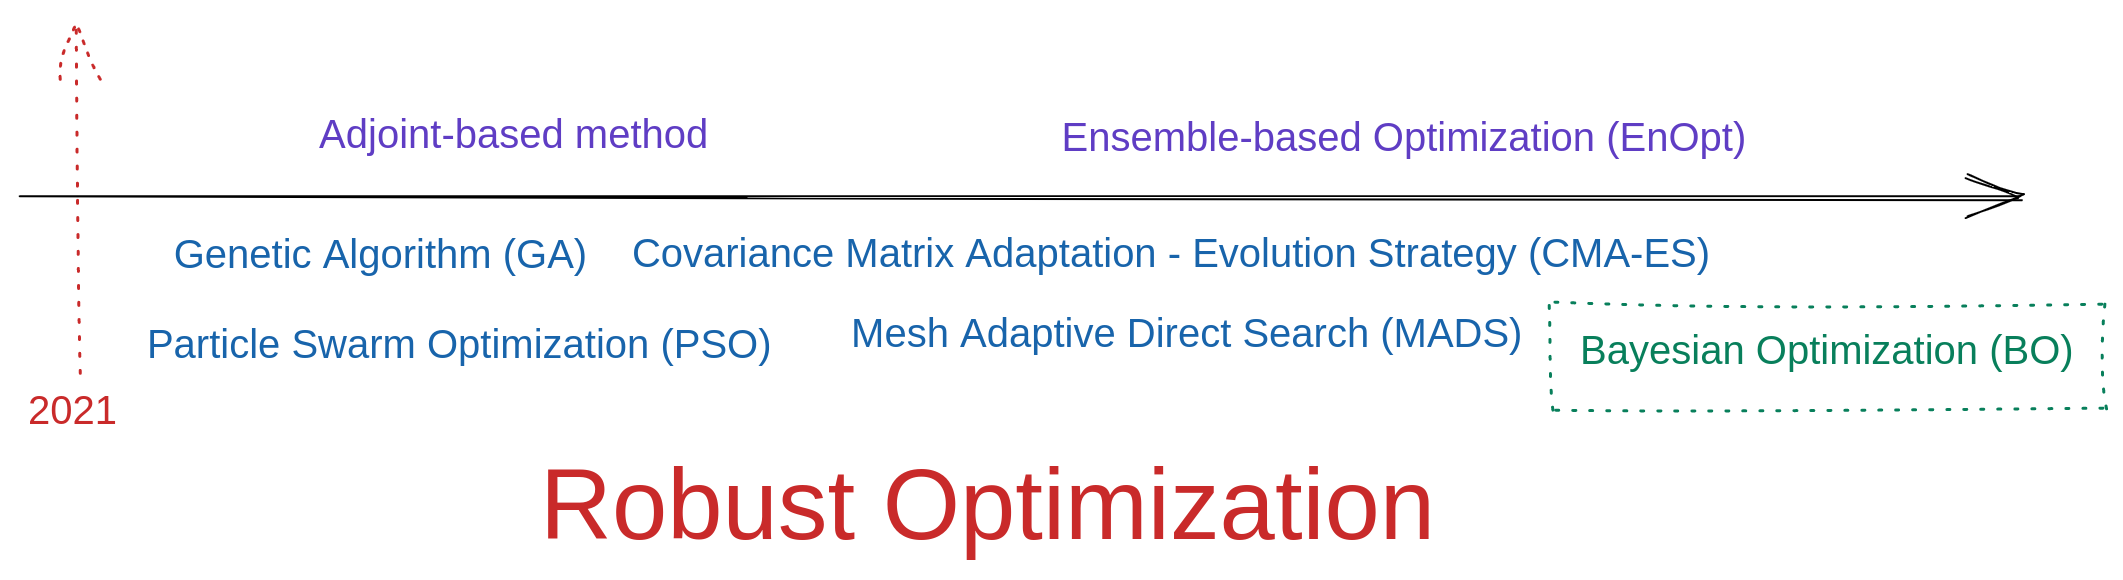 Adjoint-based method
Ensemble-based Optimization (EnOpt)
Genetic Algorithm (GA)
Covariance Matrix Adaptation - Evolution Strategy (CMA-ES)
Particle Swarm Optimization (PSO)
Mesh Adaptive Direct Search (MADS)
Bayesian Optimization (BO)
2021
Robust Optimization